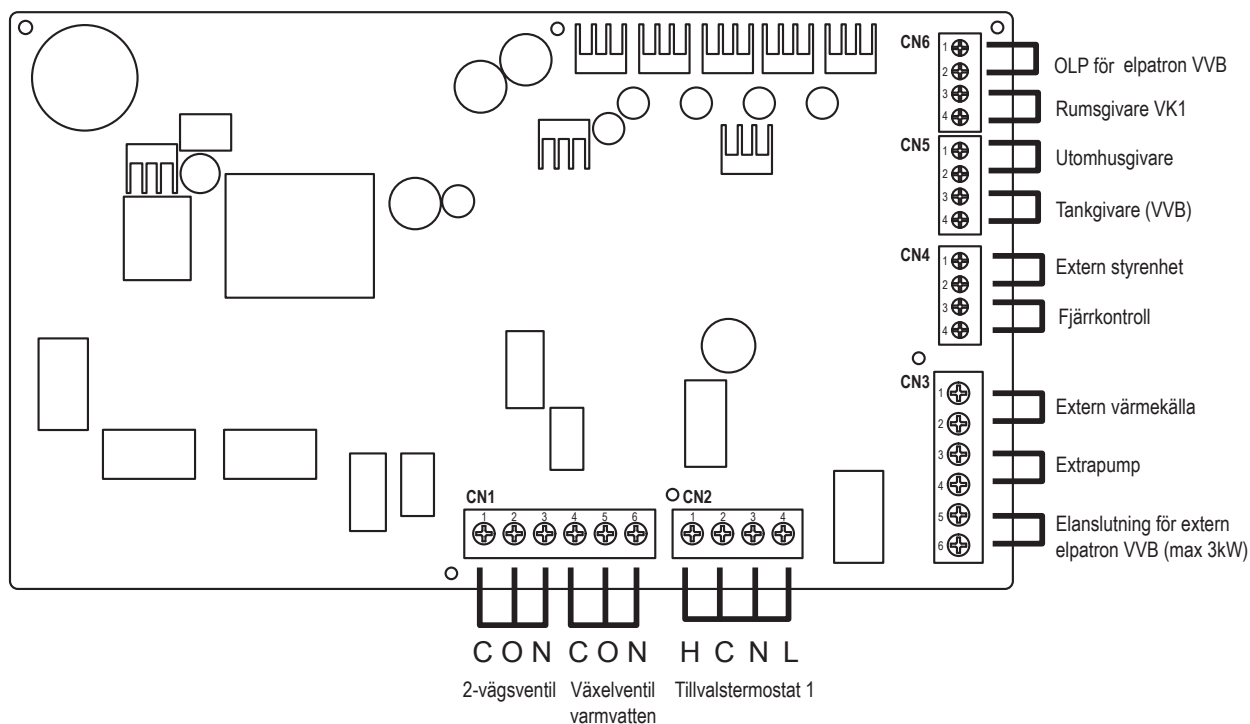 CN6
1
2
3
4
OLP för elpatron VVB
Rumsgivare VK1
CN5
1
2
3
4
Utomhusgivare
Tankgivare (VVB)
CN4
1
2
3
4
Extern styrenhet
Fjärrkontroll
CN3
1
2
3
4
5
6
Extern värmekälla
Extrapump
Elanslutning för extern
elpatron VVB (max 3kW)
CN1
1 2 3 4 5 6
CN2
1 2 3 4
C O N C O N
H C N L
2-vägsventil
Växelventil
varmvatten
Tillvalstermostat 1